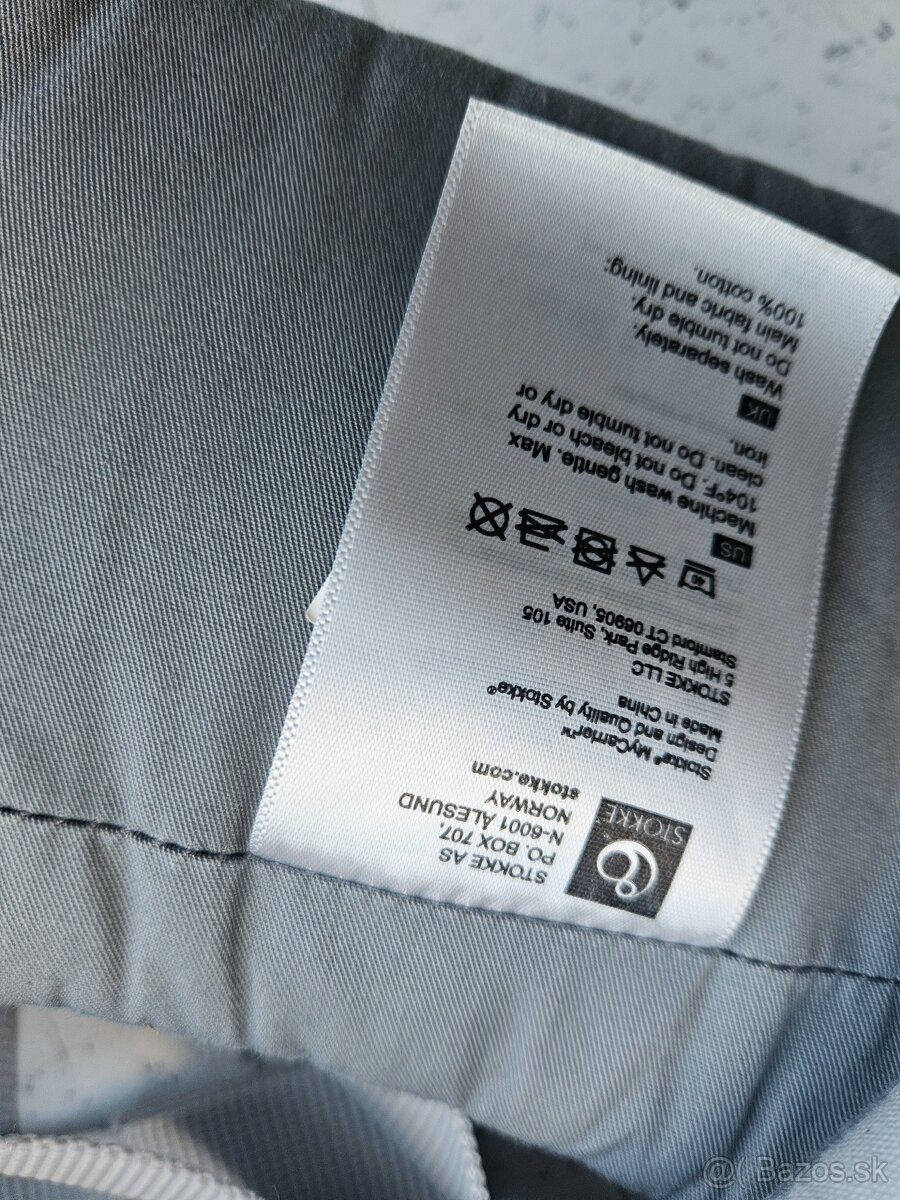 STOKKE
STOKKE AS
PO. BOX 707,
N-6001 ÅLESUND
NORWAY
stokke.com
Stokke® MyCarrier™
Design and Quality by Stokke®
Made in China
STOKKE LLC
5 High Ridge Park, Suite 105
Stamford CT 06905, USA
40
US
Machine wash gentle. Max
104°F. Do not bleach or dry
clean. Do not tumble dry or
iron.
UK
Wash separately.
Do not tumble dry.
Main fabric and lining:
100% cotton.
@ Bazos.sk